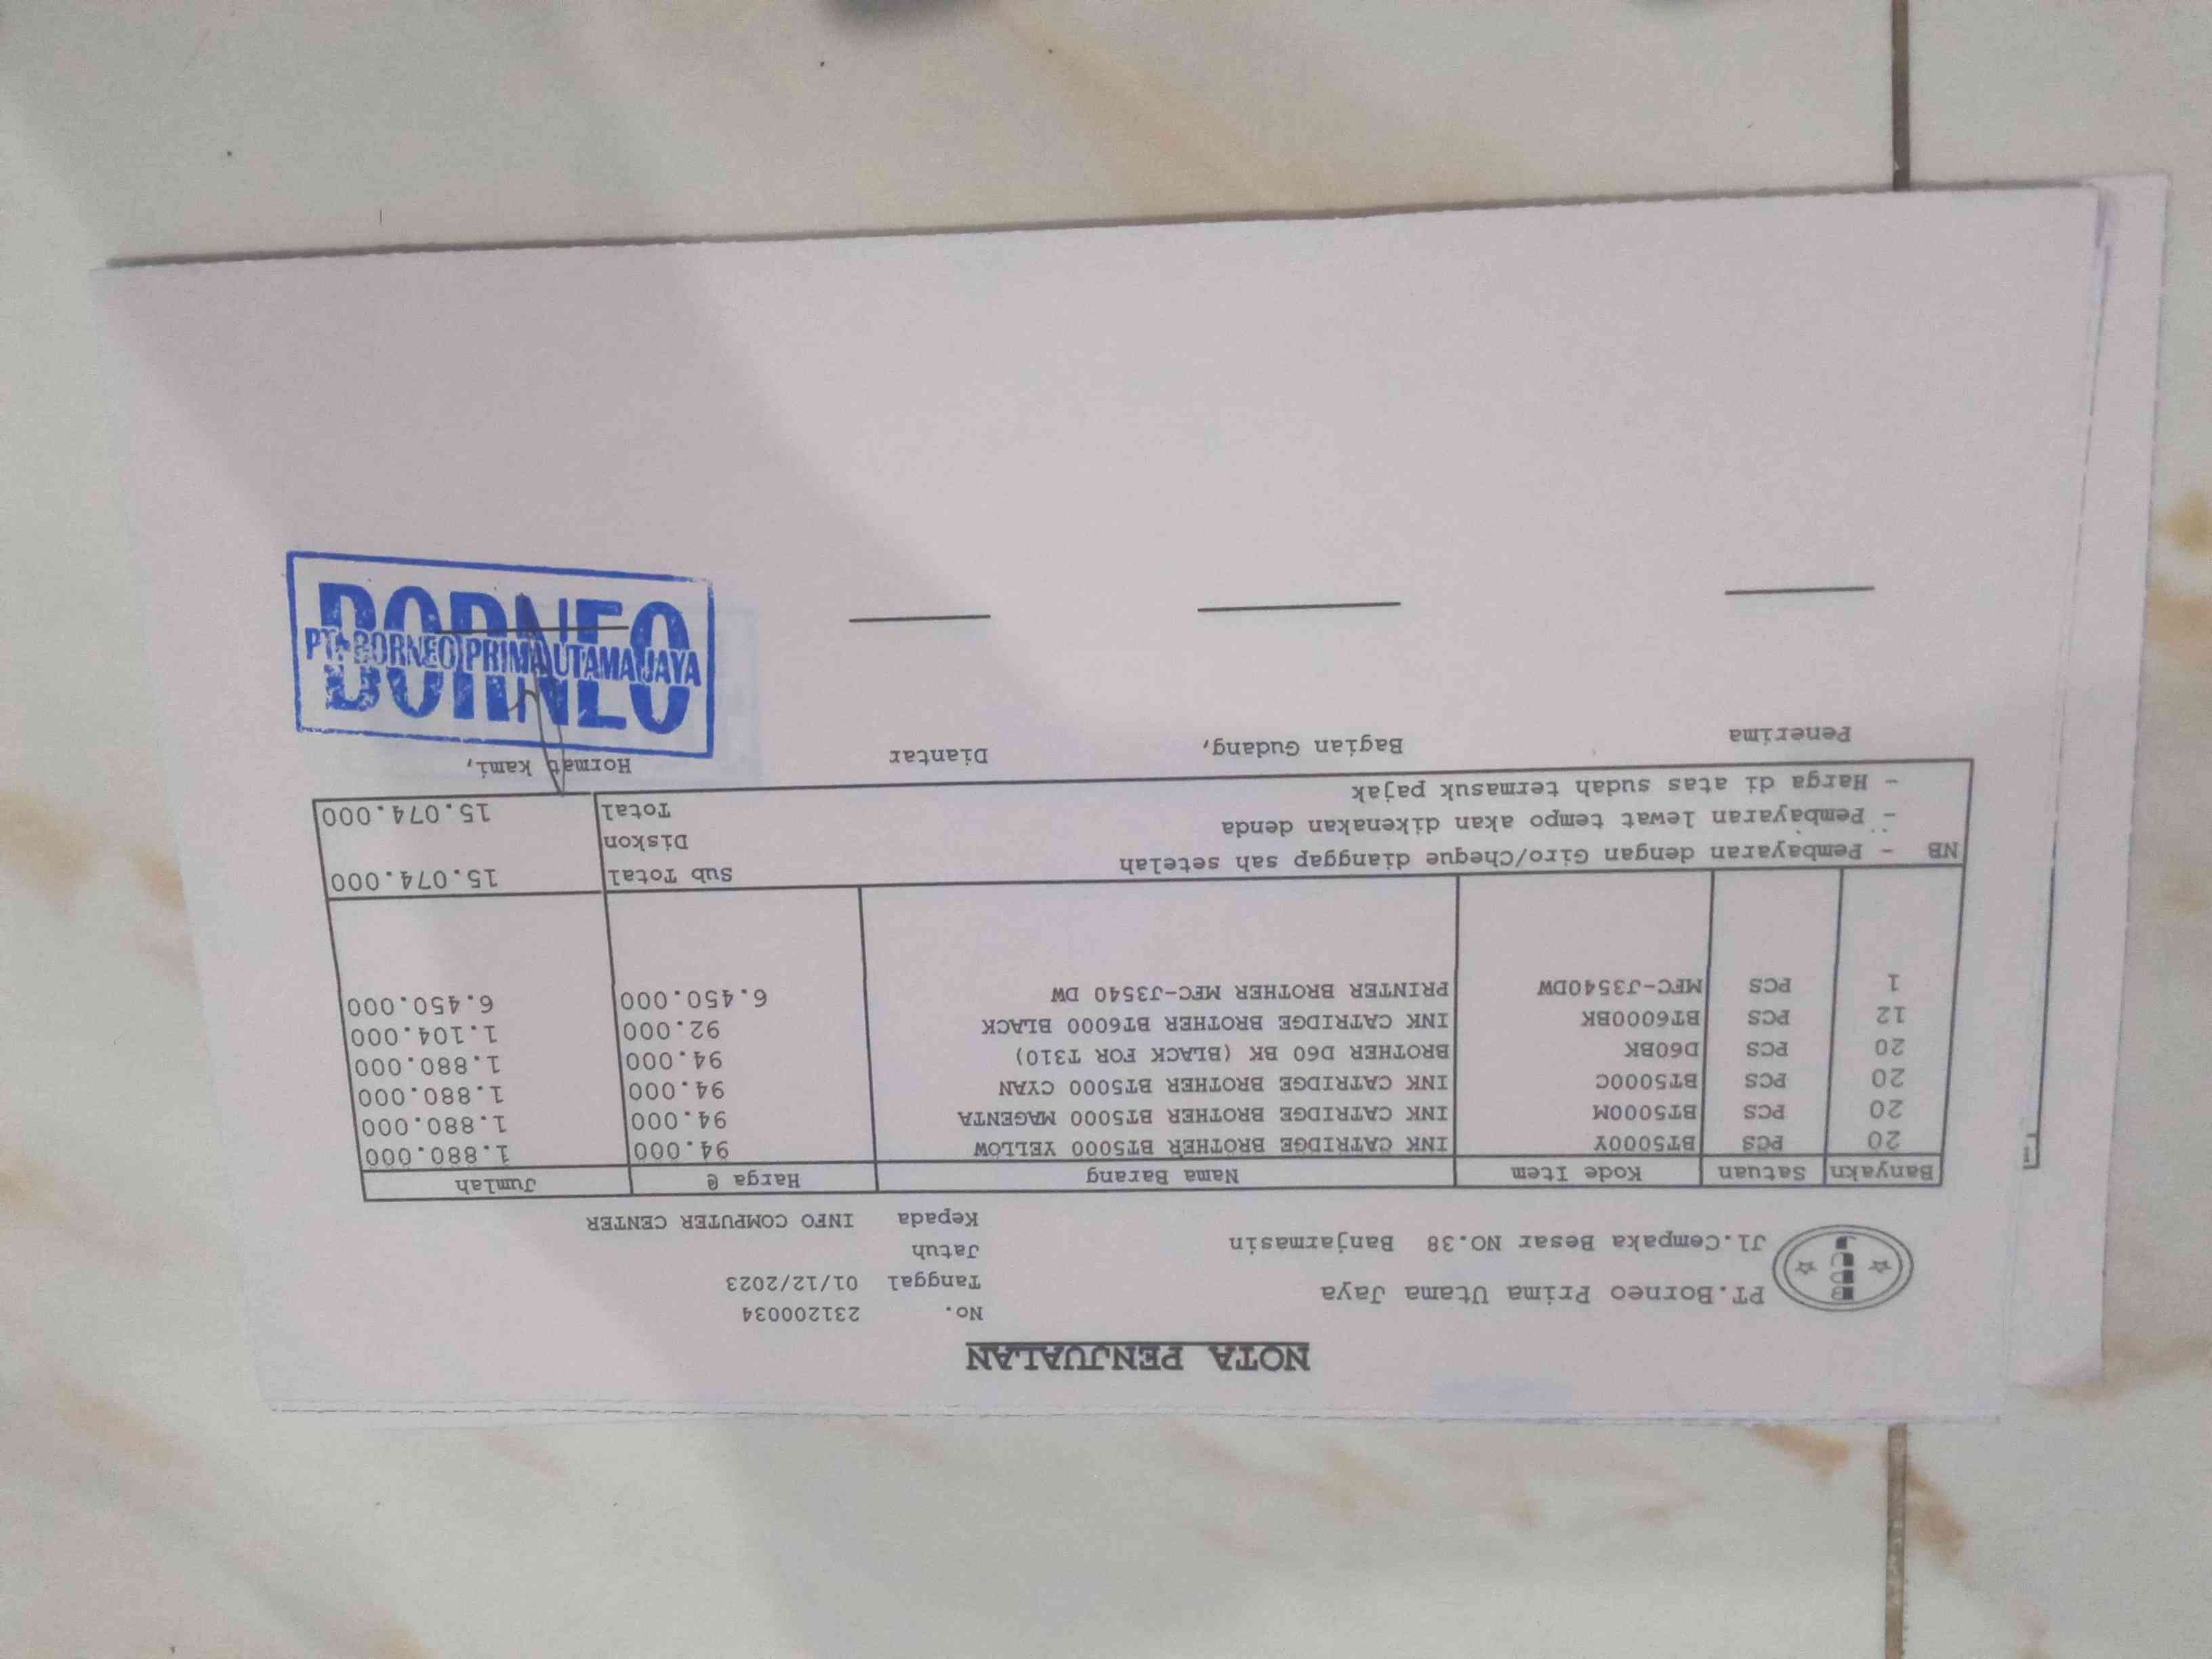 NOTA PENJUALAN
PT.Borneo Prima Utama Jaya
Jl.Cempaka Besar NO.38 Banjarmasin
No. 231200034
Tanggal 01/12/2023
Jatuh
Kepada INFO COMPUTER CENTER
Banyakn Satuan Kode Item Nama Barang Harga @ Jumlah
20 PCS BT5000Y INK CATRIDGE BROTHER BT5000 YELLOW 94.000 1.880.000
20 PCS BT5000M INK CATRIDGE BROTHER BT5000 MAGENTA 94.000 1.880.000
20 PCS BT5000C INK CATRIDGE BROTHER BT5000 CYAN 94.000 1.880.000
20 PCS D60BK BROTHER D60 BK (BLACK FOR T310) 94.000 1.880.000
12 PCS BT6000BK INK CATRIDGE BROTHER BT6000 BLACK 92.000 1.104.000
1 PCS MFC-J3540DW PRINTER BROTHER MFC-J3540 DW 6.450.000 6.450.000
NB - Pembayaran dengan Giro/Cheque dianggap sah setelah
- Pembayaran lewat tempo akan dikenakan denda
- Harga di atas sudah termasuk pajak
Sub Total 15.074.000
Diskon
Total 15.074.000
Penerima Bagian Gudang, Diantar Hormat kami,
BORNEO
PT. BORNEO PRIMA UTAMA JAYA